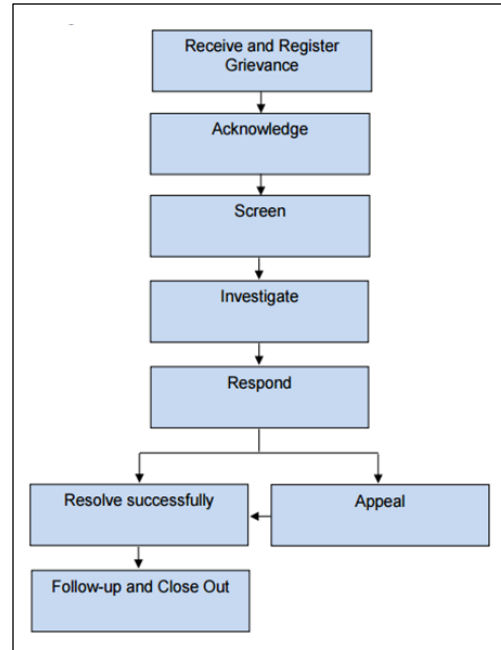 Receive and Register
Grievance
Acknowledge
Screen
Investigate
Respond
Resolve successfully
Appeal
Follow-up and Close Out